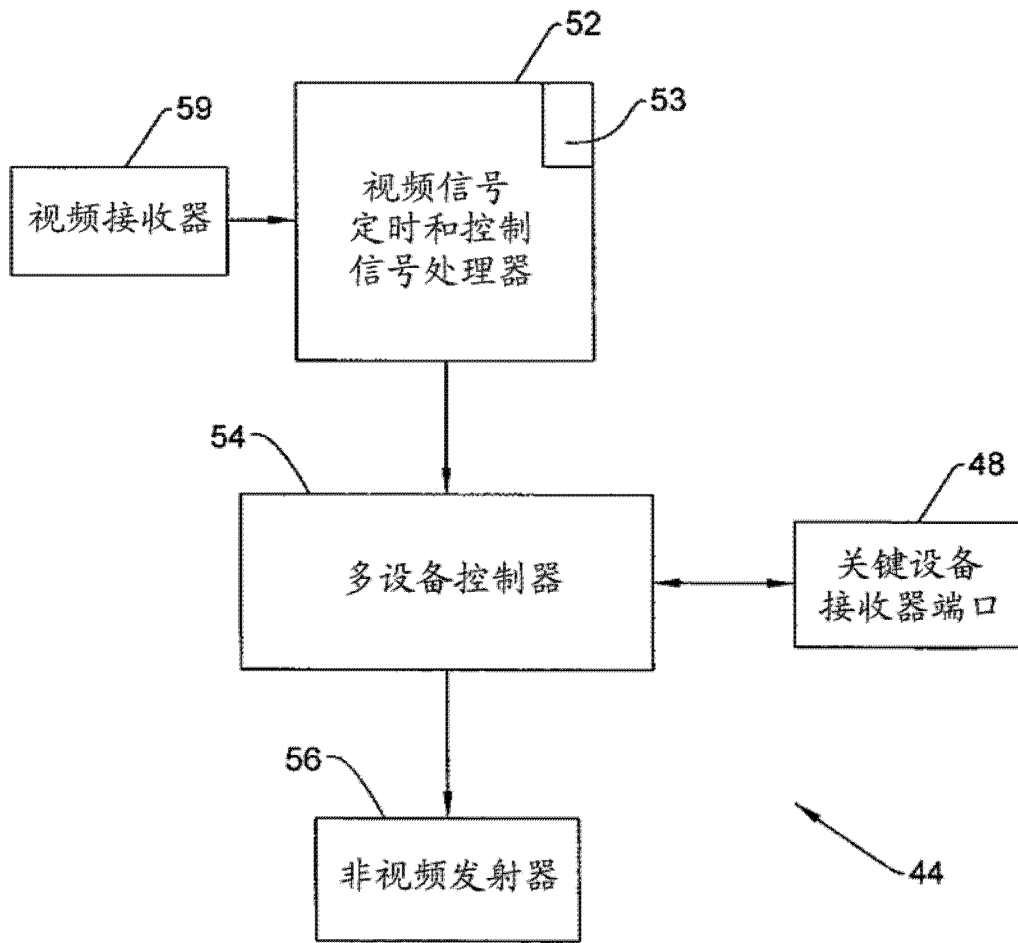 52
53
59
视频接收器
视频信号
定时和控制
信号处理器
54
多设备控制器
48
关键设备
接收器端口
56
非视频发射器
44